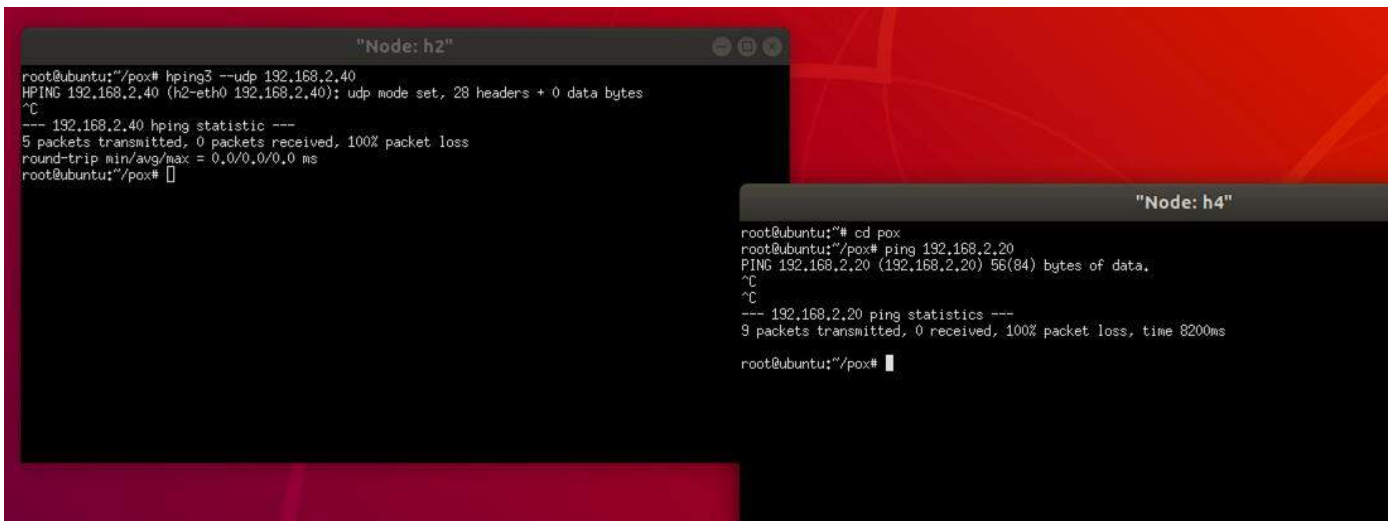 "Node: h2"
root@ubuntu:~/pox# hping3 --udp 192.168.2.40
HPING 192.168.2.40 (h2-eth0 192.168.2.40): udp mode set, 28 headers + 0 data bytes
^C
--- 192.168.2.40 hping statistic ---
5 packets transmitted, 0 packets received, 100% packet loss
round-trip min/avg/max = 0.0/0.0/0.0 ms
root@ubuntu:~/pox#
"Node: h4"
root@ubuntu:~# cd pox
root@ubuntu:~/pox# ping 192.168.2.20
PING 192.168.2.20 (192.168.2.20) 56(84) bytes of data.
^C
^C
--- 192.168.2.20 ping statistics ---
9 packets transmitted, 0 received, 100% packet loss, time 8200ms
root@ubuntu:~/pox#